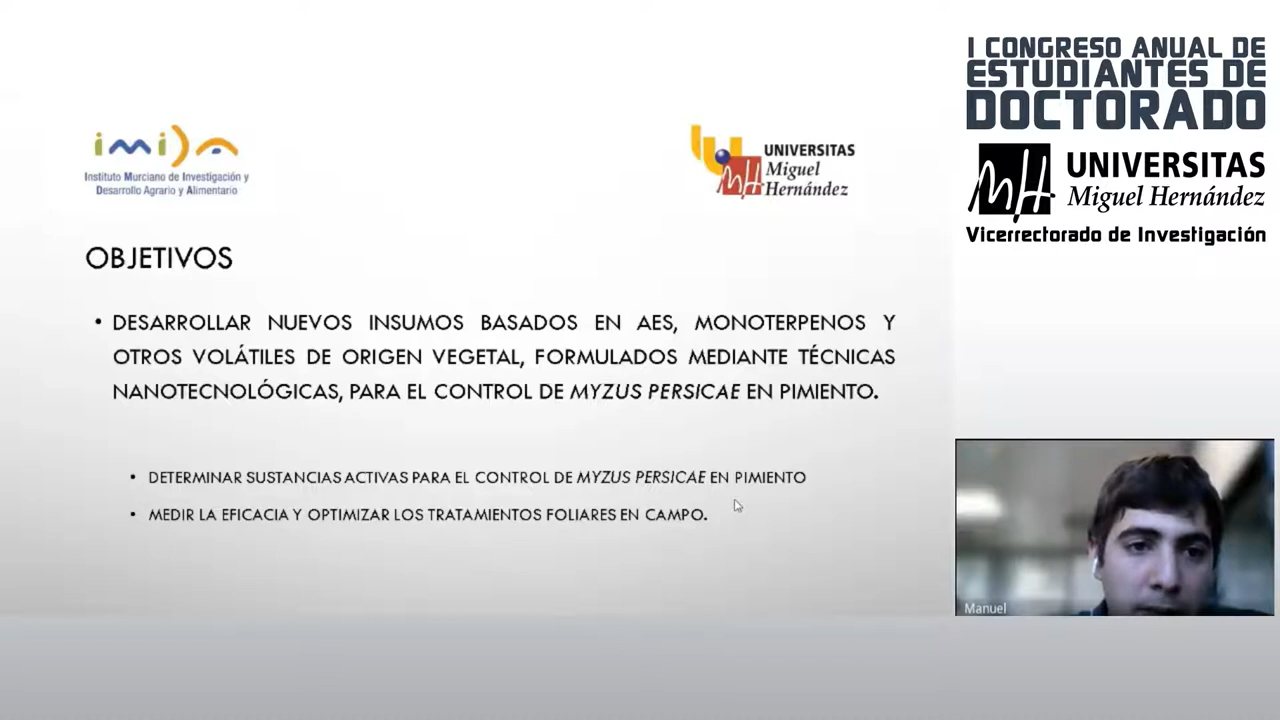 imida
Instituto Murciano de Investigación y
Desarrollo Agrario y Alimentario
UNIVERSITAS
Miguel
Hernández
OBJETIVOS
• DESARROLLAR NUEVOS INSUMOS BASADOS EN AES, MONOTERPENOS Y
OTROS VOLÁTILES DE ORIGEN VEGETAL, FORMULADOS MEDIANTE TÉCNICAS
NANOTECNOLÓGICAS, PARA EL CONTROL DE MYZUS PERSICAE EN PIMIENTO.
• DETERMINAR SUSTANCIAS ACTIVAS PARA EL CONTROL DE MYZUS PERSICAE EN PIMIENTO
• MEDIR LA EFICACIA Y OPTIMIZAR LOS TRATAMIENTOS FOLIARES EN CAMPO.
I CONGRESO ANUAL DE
ESTUDIANTES DE
DOCTORADO
MH
UNIVERSITAS
Miguel Hernández
Vicerrectorado de Investigación
Manuel